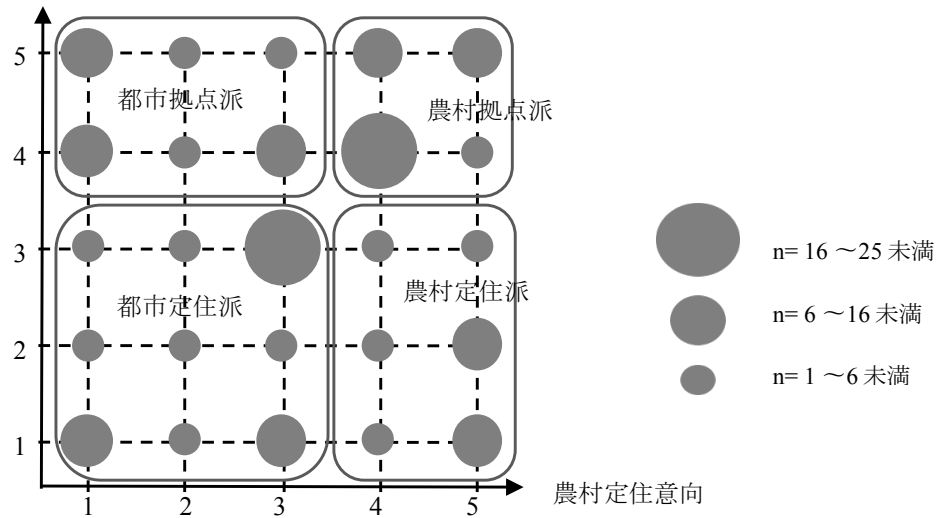 5
都市拠点派
農村拠点派
4
3
n= 16 ～25 未満
農村定住派
都市定住派
n= 6 ～16 未満
2
n= 1 ～6 未満
1
農村定住意向
1 2 3 4 5